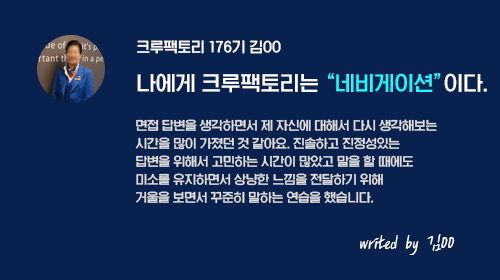 크루팩토리 176기 김OO
나에게 크루팩토리는 “네비게이션”이다.
면접 답변을 생각하면서 제 자신에 대해서 다시 생각해보는
시간을 많이 가졌던 것 같아요. 진솔하고 진정성있는
답변을 위해서 고민하는 시간이 많았고 말을 할 때에도
미소를 유지하면서 상냥한 느낌을 전달하기 위해
거울을 보면서 꾸준히 말하는 연습을 했습니다.
writed by 김OO